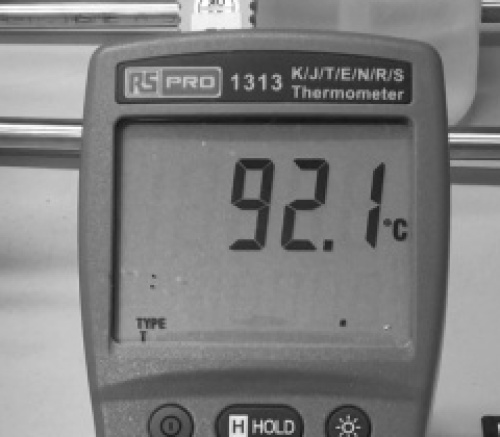 RS PRO 1313 K/J/T/E/N/R/S
Thermometer
92.1 °C
TYPE
T
H HOLD